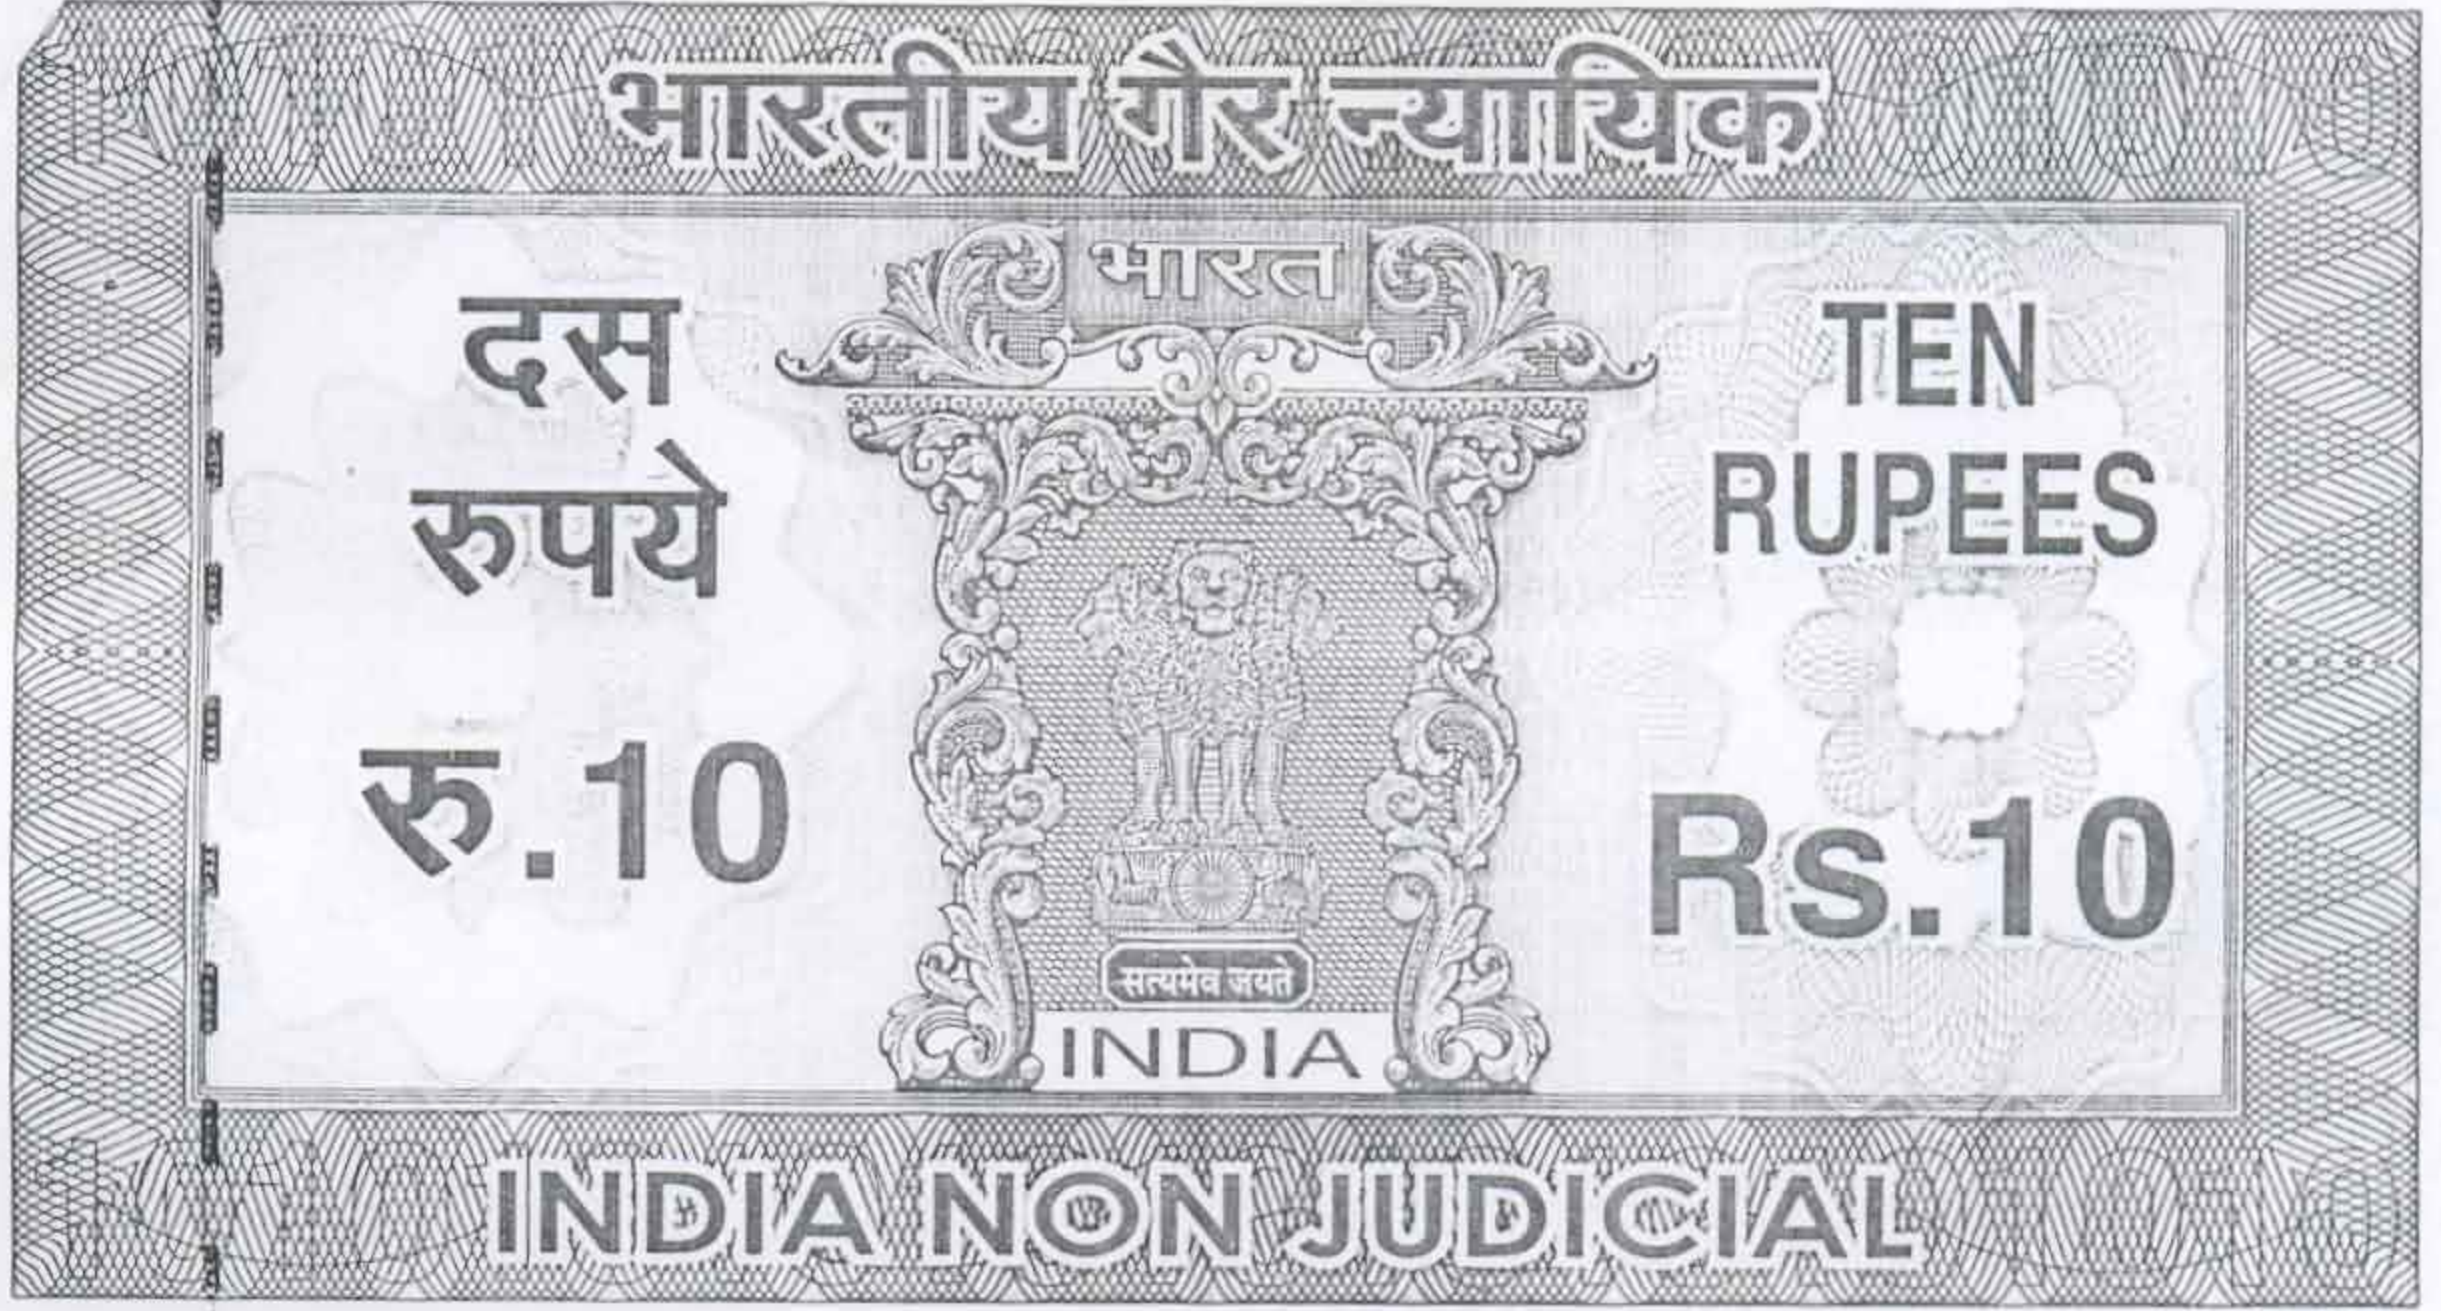 भारतीय गैर न्यायिक
भारत
दस
रुपये
रु.10
TEN
RUPEES
Rs.10
सत्यमेव जयते
INDIA
INDIA NON JUDICIAL